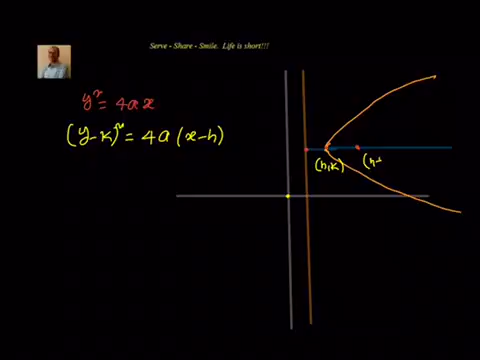 Serve - Share - Smile. Life is short!!!
y² = 4ax
(y-k)² = 4a(x-h)
(h,k)
(h+